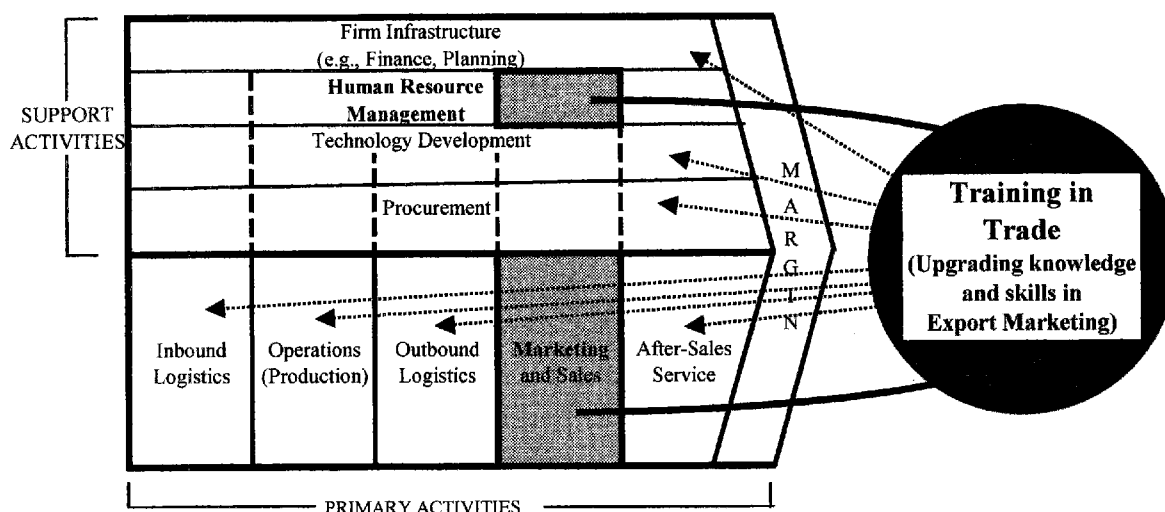 Firm Infrastructure
(e.g., Finance, Planning)
SUPPORT
ACTIVITIES
Human Resource
Management
Technology Development
Procurement
MARGIN
Training in
Trade
(Upgrading knowledge
and skills in
Export Marketing)
Inbound
Logistics
Operations
(Production)
Outbound
Logistics
Marketing
and Sales
After-Sales
Service
PRIMARY ACTIVITIES